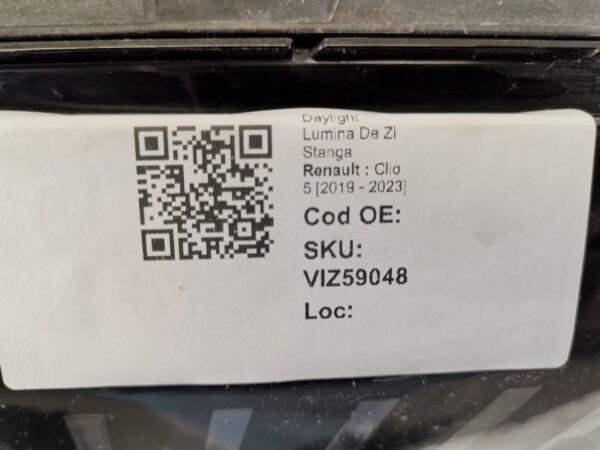 Daylight
Lumina De Zi
Stanga
Renault : Clio
5 [2019 - 2023]
Cod OE:
SKU:
VIZ59048
Loc: